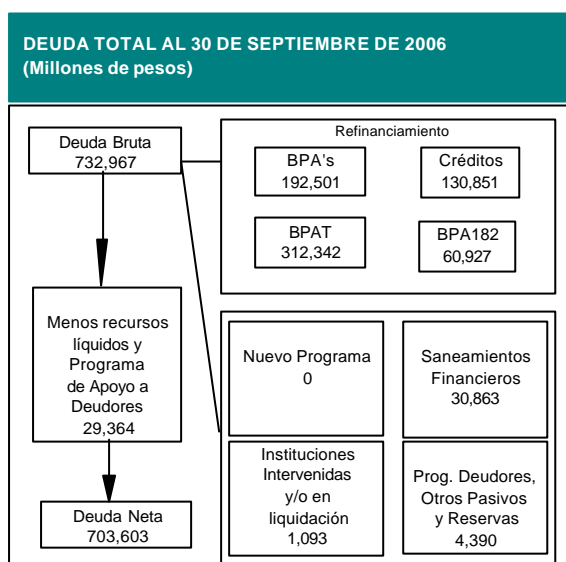 DEUDA TOTAL AL 30 DE SEPTIEMBRE DE 2006
(Millones de pesos)
Deuda Bruta
732,967
Menos recursos
líquidos y
Programa
de Apoyo a
Deudores
29,364
Deuda Neta
703,603
Refinanciamiento
BPA's
192,501
Créditos
130,851
BPAT
312,342
BPA182
60,927
Nuevo Programa
0
Saneamientos
Financieros
30,863
Instituciones
Intervenidas
y/o en
liquidación
1,093
Prog. Deudores,
Otros Pasivos
y Reservas
4,390